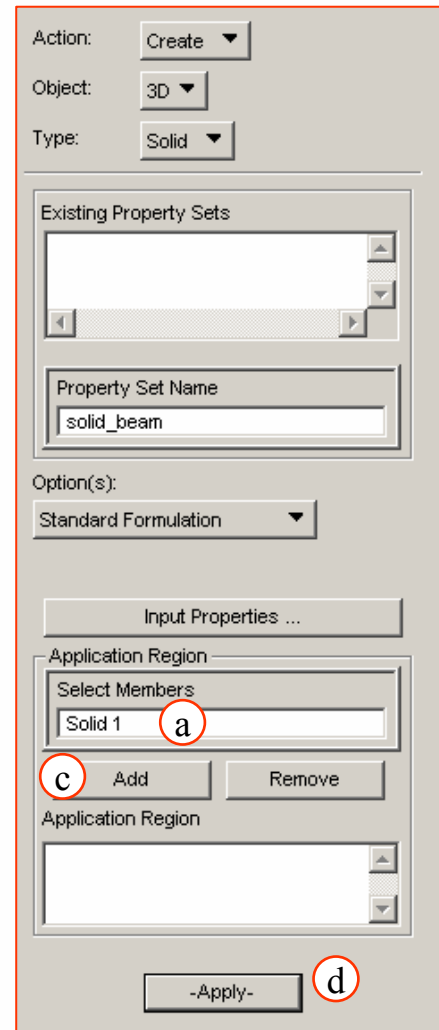 Action: Create
Object: 3D
Type: Solid
Existing Property Sets
Property Set Name
solid_beam
Option(s):
Standard Formulation
Input Properties ...
Application Region
Select Members
Solid 1 a
c Add Remove
Application Region
-Apply- d